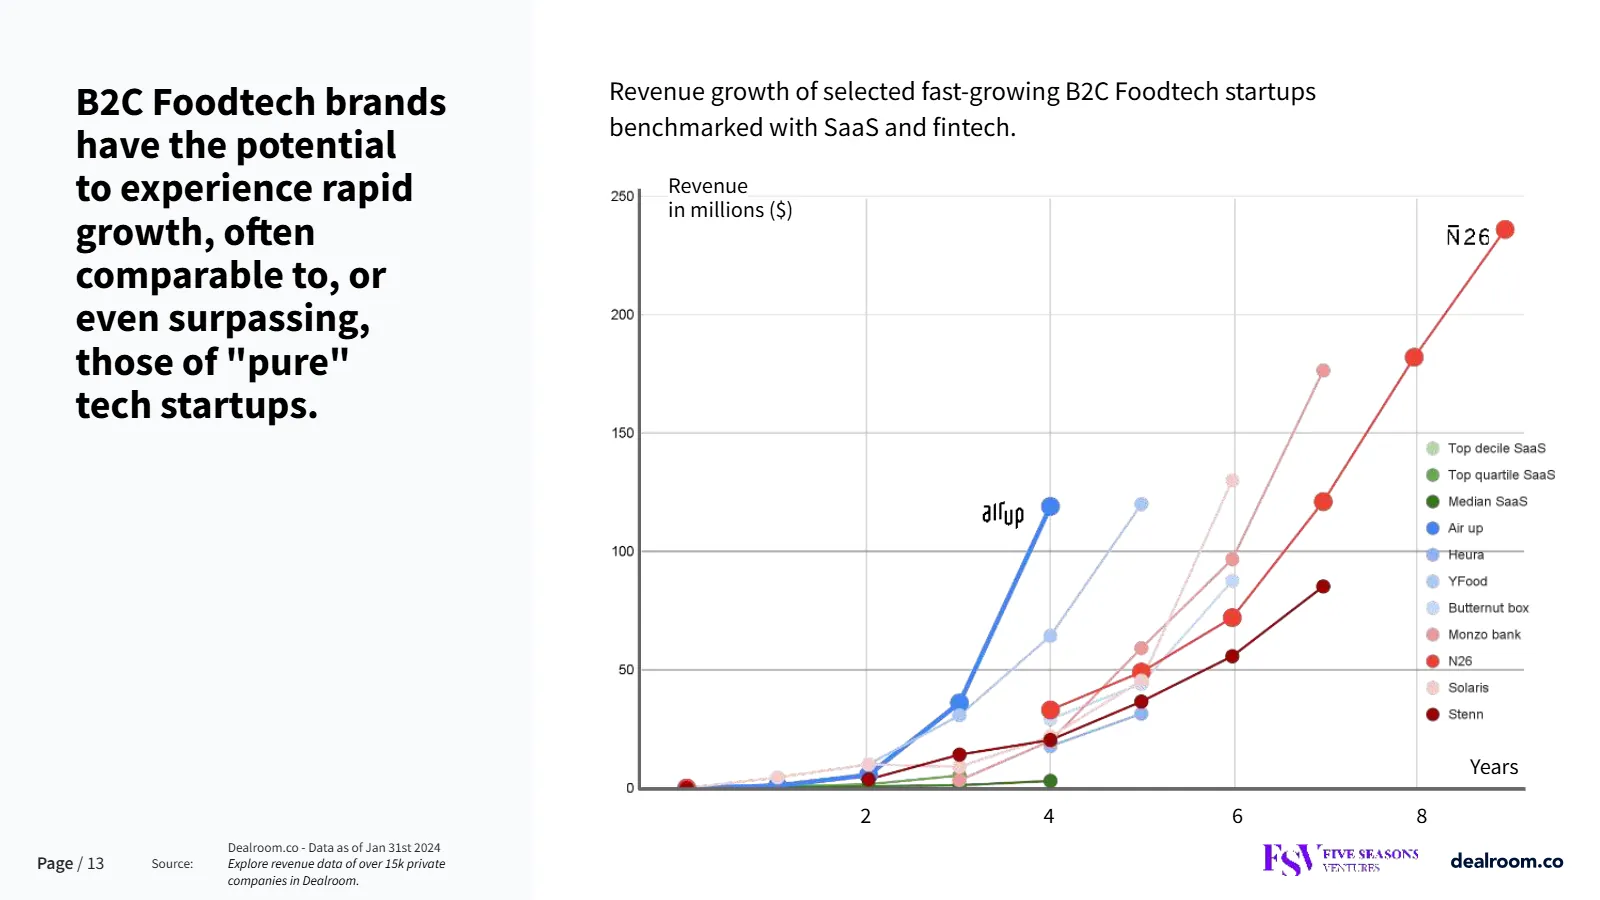 B2C Foodtech brands
have the potential
to experience rapid
growth, often
comparable to, or
even surpassing,
those of "pure"
tech startups.
Revenue growth of selected fast-growing B2C Foodtech startups
benchmarked with SaaS and fintech.
Revenue
in millions ($)
250
200
150
100
50
0
N26
air up
Top decile SaaS
Top quartile SaaS
Median SaaS
Air up
Heura
YFood
Butternut box
Monzo bank
N26
Solaris
Stenn
Years
2
4
6
8
Page / 13
Source:
Dealroom.co - Data as of Jan 31st 2024
Explore revenue data of over 15k private
companies in Dealroom.
FSV FIVE SEASONS
VENTURES
dealroom.co